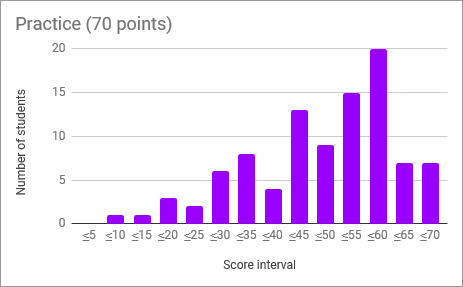 Practice (70 points)
20
15
10
5
0
Number of students
≤5 ≤10 ≤15 ≤20 ≤25 ≤30 ≤35 ≤40 ≤45 ≤50 ≤55 ≤60 ≤65 ≤70
Score interval